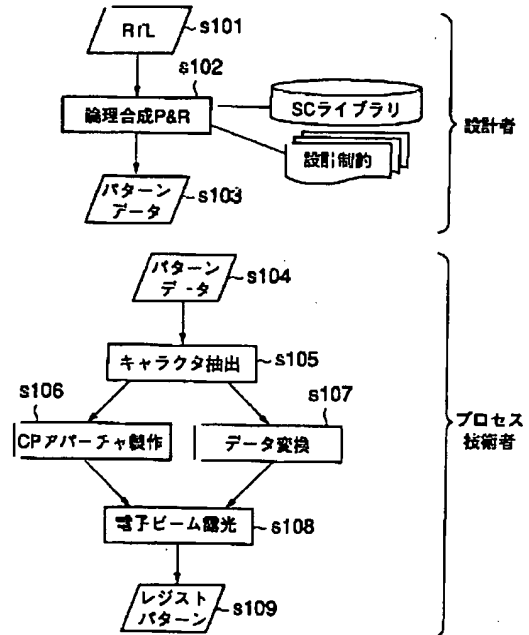 RTL
s101
s102
論理合成P&R
SCライブラリ
設計制約
設計者
パターン
データ
s103
パターン
データ
s104
キャラクタ抽出
s105
s106
s107
CPアパーチャ製作
データ変換
プロセス
技術者
電子ビーム露光
s108
レジスト
パターン
s109